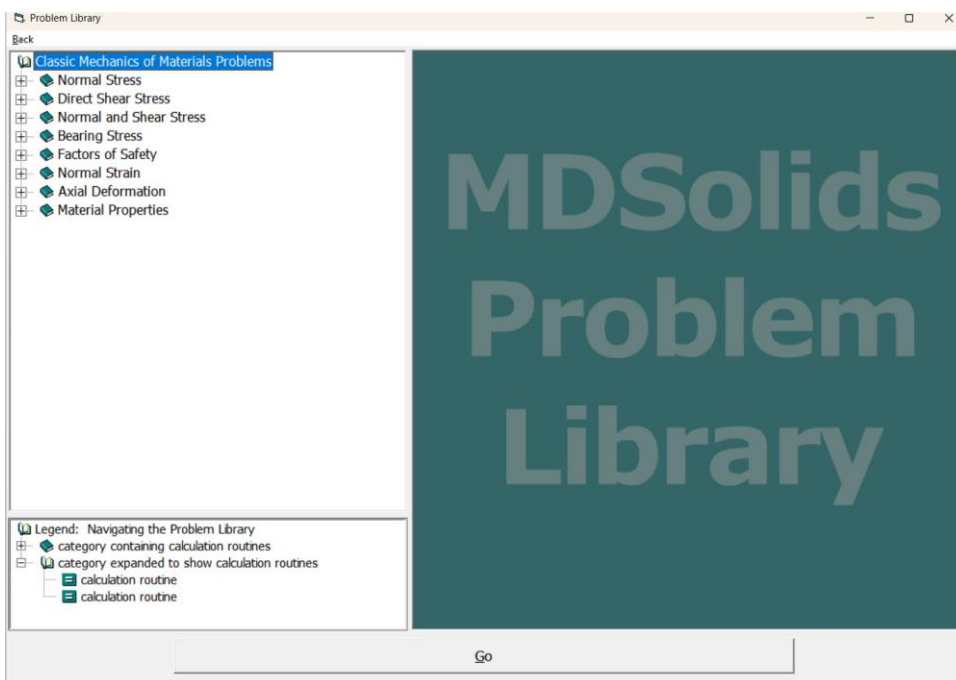 Problem Library
Back
Classic Mechanics of Materials Problems
Normal Stress
Direct Shear Stress
Normal and Shear Stress
Bearing Stress
Factors of Safety
Normal Strain
Axial Deformation
Material Properties
MDSolids
Problem
Library
Legend: Navigating the Problem Library
category containing calculation routines
category expanded to show calculation routines
calculation routine
calculation routine
Go